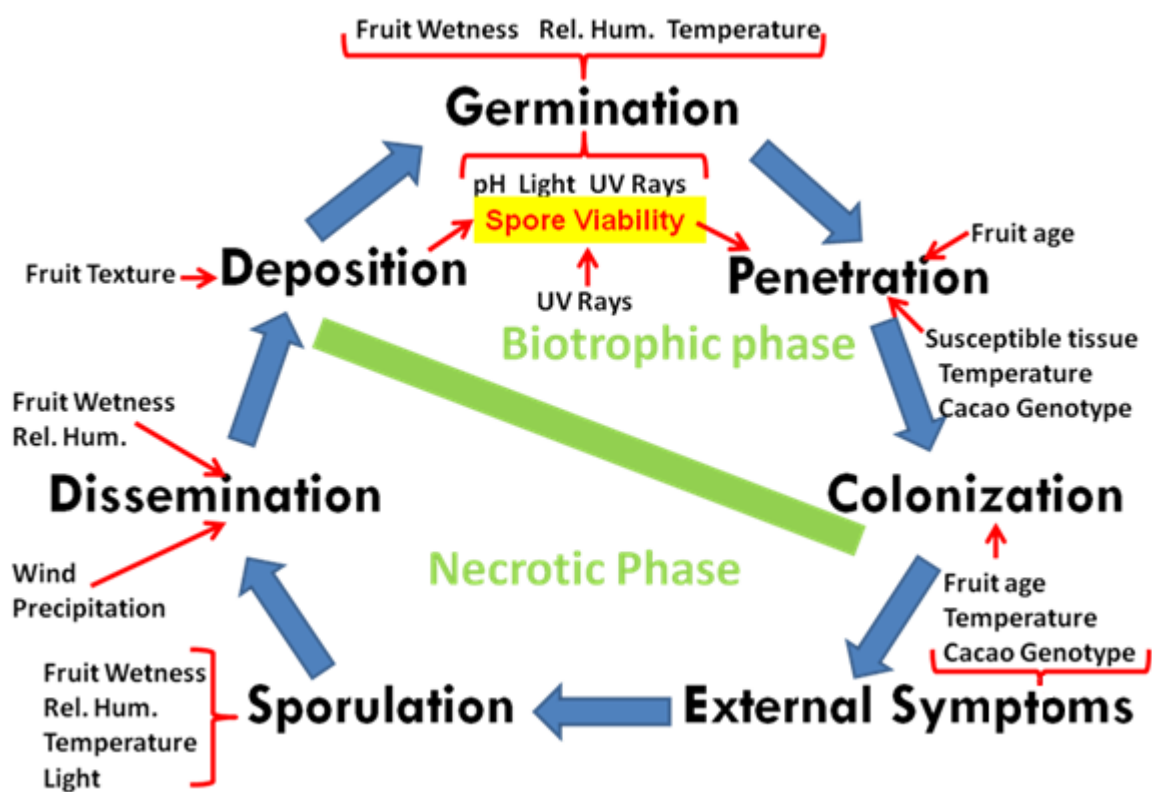 Fruit Wetness Rel. Hum. Temperature
Germination
pH Light UV Rays
Spore Viability
UV Rays
Deposition
Fruit Texture
Penetration
Fruit age
Susceptible tissue
Temperature
Cacao Genotype
Biotrophic phase
Fruit Wetness
Rel. Hum.
Dissemination
Wind
Precipitation
Colonization
Fruit age
Temperature
Cacao Genotype
Necrotic Phase
Fruit Wetness
Rel. Hum.
Temperature
Light
Sporulation
External Symptoms